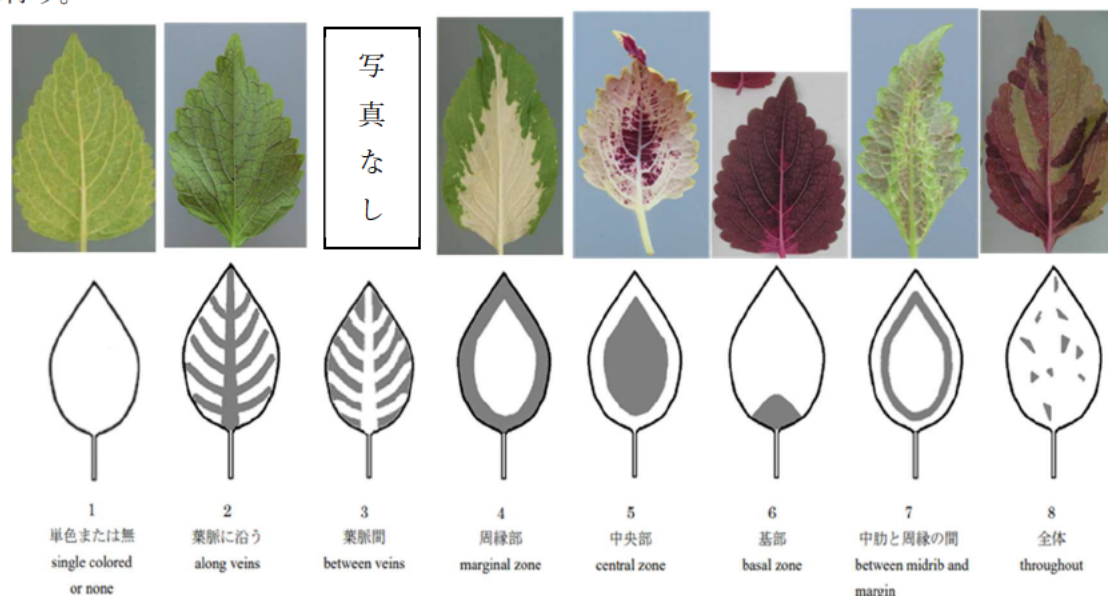 写
真
な
し
1
単色または無
single colored
or none
2
葉脈に沿う
along veins
3
葉脈間
between veins
4
周縁部
marginal zone
5
中央部
central zone
6
基部
basal zone
7
中肋と周縁の間
between midrib and
margin
8
全体
throughout